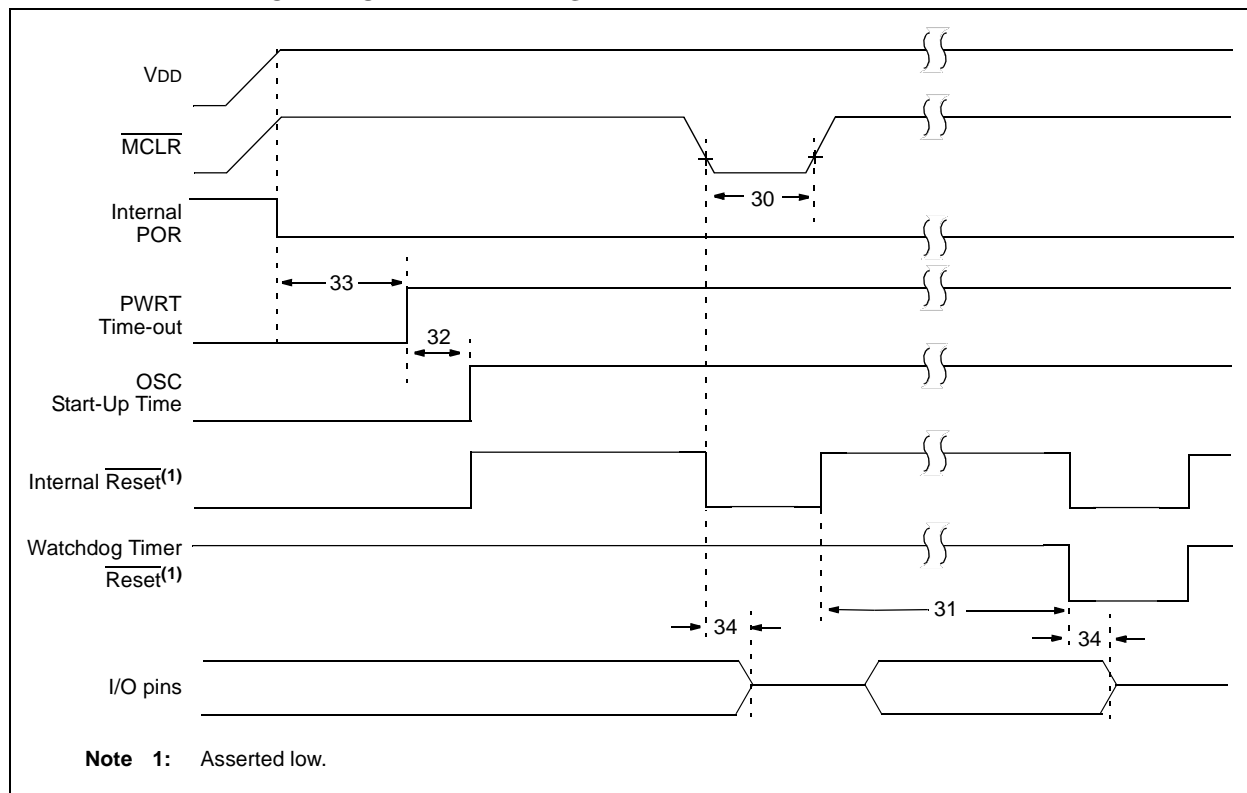 VDD
MCLR
Internal
POR
30
33
PWRT
Time-out
32
OSC
Start-Up Time
Internal Reset(1)
Watchdog Timer
Reset(1)
31
34
34
I/O pins
Note 1: Asserted low.